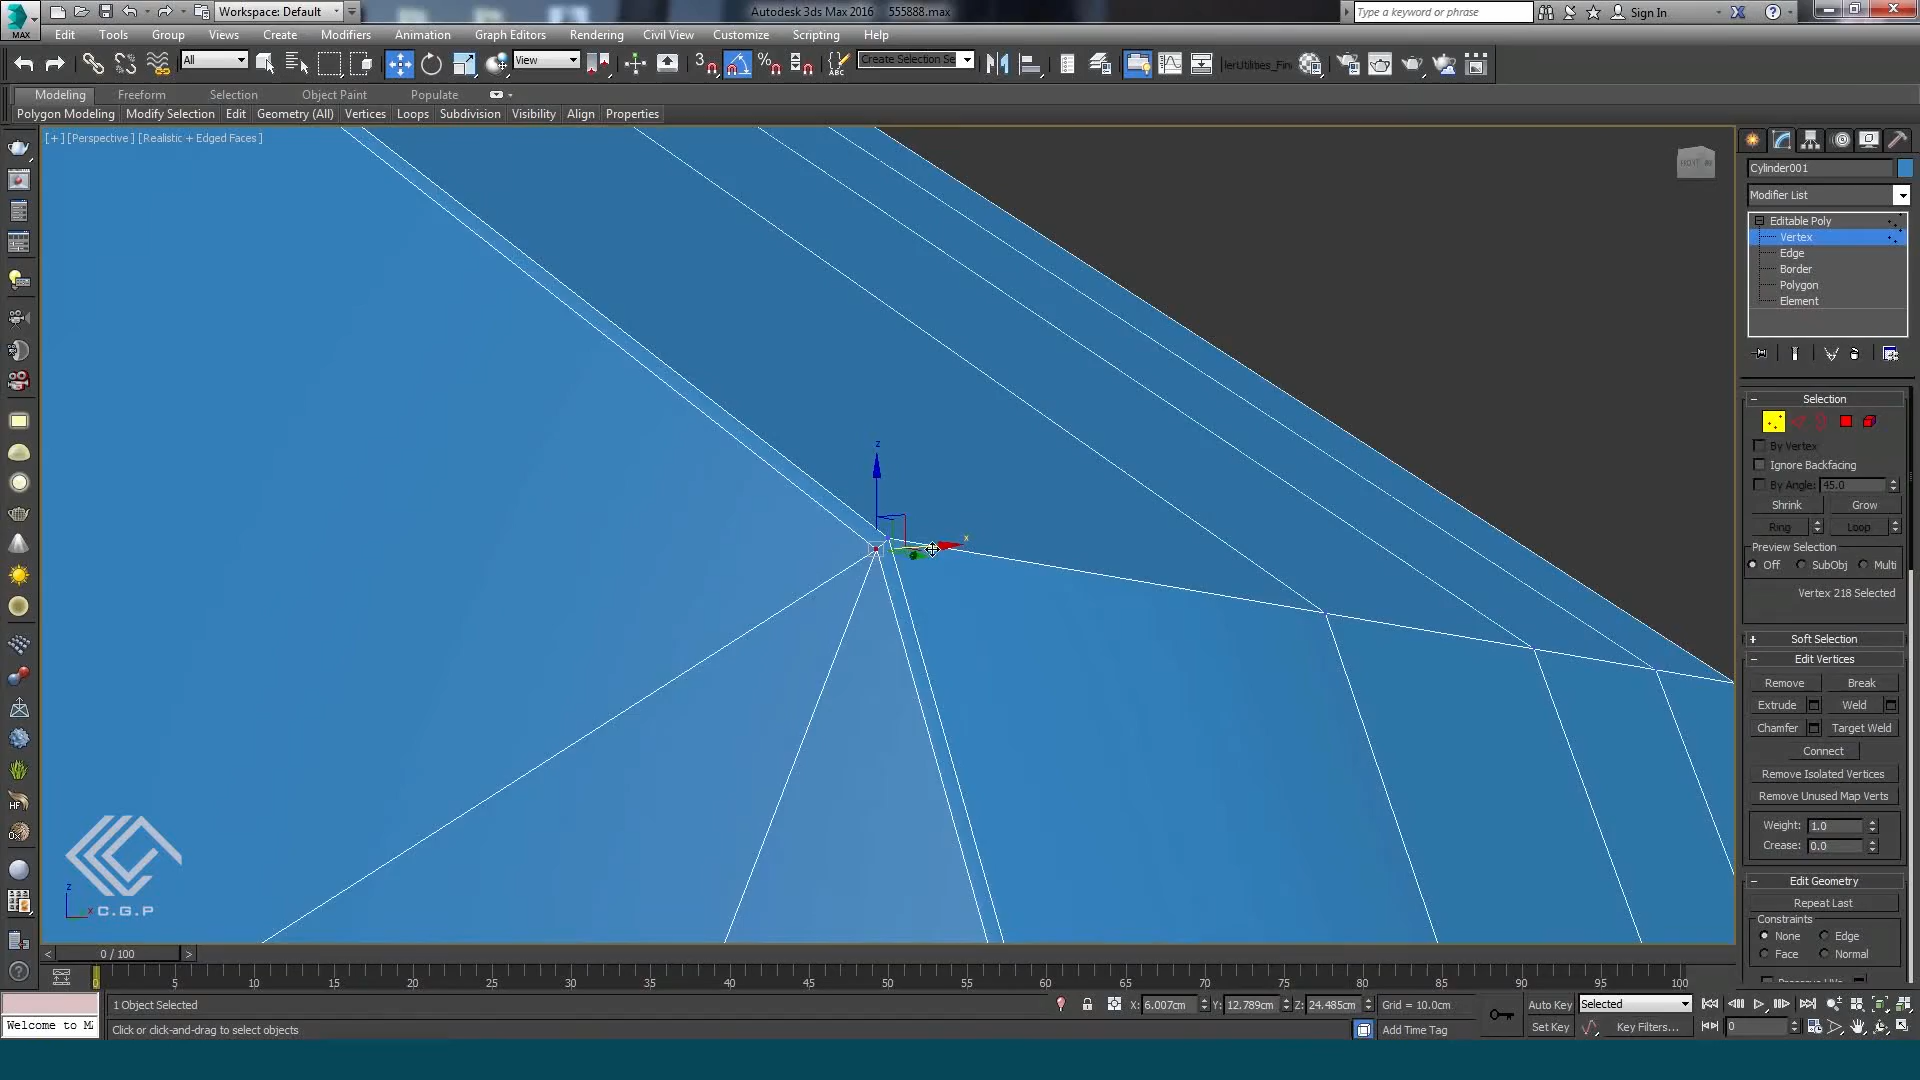 Workspace: Default
Autodesk 3ds Max 2016 555888.max
Type a keyword or phrase
Sign In
MAX
Edit Tools Group Views Create Modifiers Animation Graph Editors Rendering Civil View Customize Scripting Help
All
View
3
ABC
Create Selection Se
lerUtilities_Fin
Modeling Freeform Selection Object Paint Populate
Polygon Modeling Modify Selection Edit Geometry (All) Vertices Loops Subdivision Visibility Align Properties
[+] [Perspective ] [Realistic + Edged Faces ]
Cylinder001
Modifier List
Editable Poly
Vertex
Edge
Border
Polygon
Element
Selection
By Vertex
Ignore Backfacing
By Angle: 45.0
Shrink Grow
Ring Loop
Preview Selection
Off SubObj Multi
Vertex 218 Selected
Soft Selection
Edit Vertices
Remove Break
Extrude Weld
Chamfer Target Weld
Connect
Remove Isolated Vertices
Remove Unused Map Verts
Weight: 1.0
Crease: 0.0
Edit Geometry
Repeat Last
Constraints
None Edge
Face Normal
z
x
HF
z
x
C.G.P
< 0 / 100 >
0 5 10 15 20 25 30 35 40 45 50 55 60 65 70 75 80 85 90 95 100
1 Object Selected
X: 6.007cm Y: 12.789cm Z: 24.485cm Grid = 10.0cm
Auto Key Selected
Welcome to M
Click or click-and-drag to select objects
Add Time Tag
Set Key Key Filters... 0